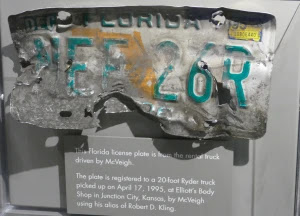 FLORIDA
NEE 26R
This Florida license plate is from the rental truck
driven by McVeigh.
The plate is registered to a 20-foot Ryder truck
picked up on April 17, 1995, at Elliott's Body
Shop in Junction City, Kansas, by McVeigh
using his alias of Robert D. Kling.